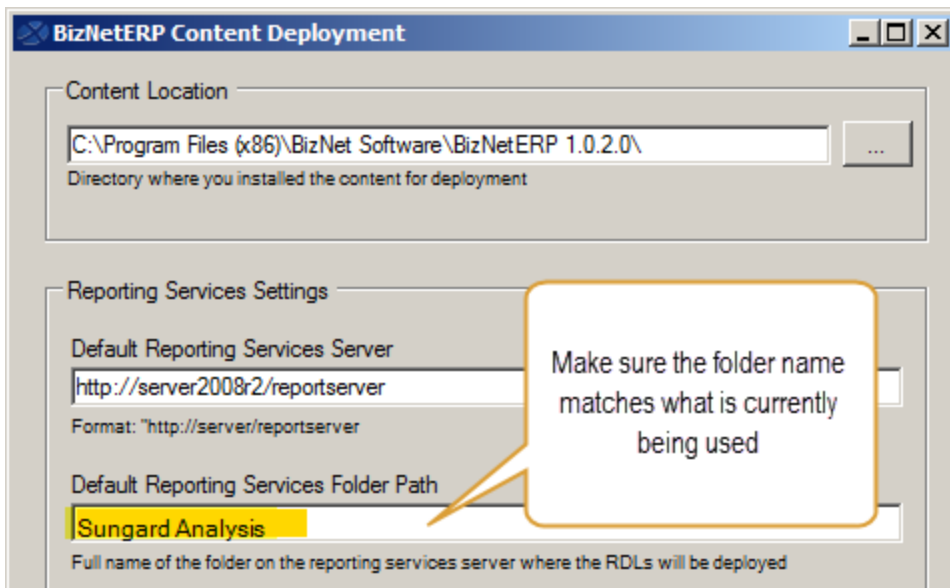 BizNetERP Content Deployment
Content Location
C:\Program Files (x86)\BizNet Software\BizNetERP 1.0.2.0\
...
Directory where you installed the content for deployment
Reporting Services Settings
Default Reporting Services Server
http://server2008r2/reportserver
Format: "http://server/reportserver
Make sure the folder name
matches what is currently
being used
Default Reporting Services Folder Path
Sungard Analysis
Full name of the folder on the reporting services server where the RDLs will be deployed